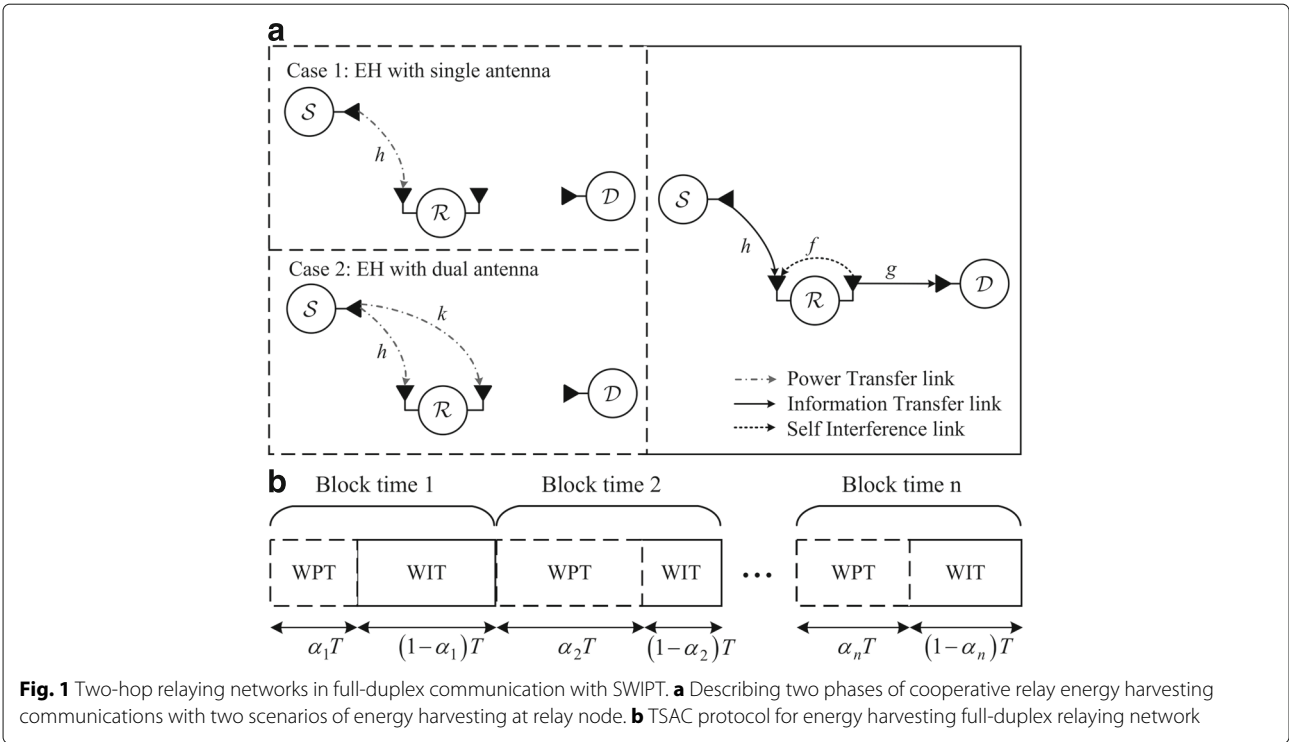 a
Case 1: EH with single antenna
S
h
R
D
Case 2: EH with dual antenna
S
k
h
R
D
S
h
f
g
R
D
Power Transfer link
Information Transfer link
Self Interference link
b
Block time 1
Block time 2
Block time n
WPT
WIT
WPT
WIT
...
WPT
WIT
α₁T
(1−α₁)T
α₂T
(1−α₂)T
αₙT
(1−αₙ)T
Fig. 1 Two-hop relaying networks in full-duplex communication with SWIPT. a Describing two phases of cooperative relay energy harvesting
communications with two scenarios of energy harvesting at relay node. b TSAC protocol for energy harvesting full-duplex relaying network